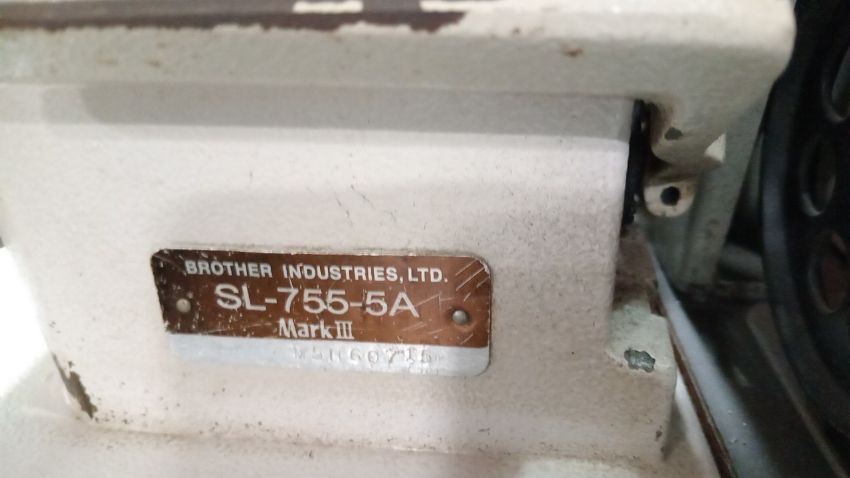 BROTHER INDUSTRIES, LTD.
SL-755-5A
Mark III